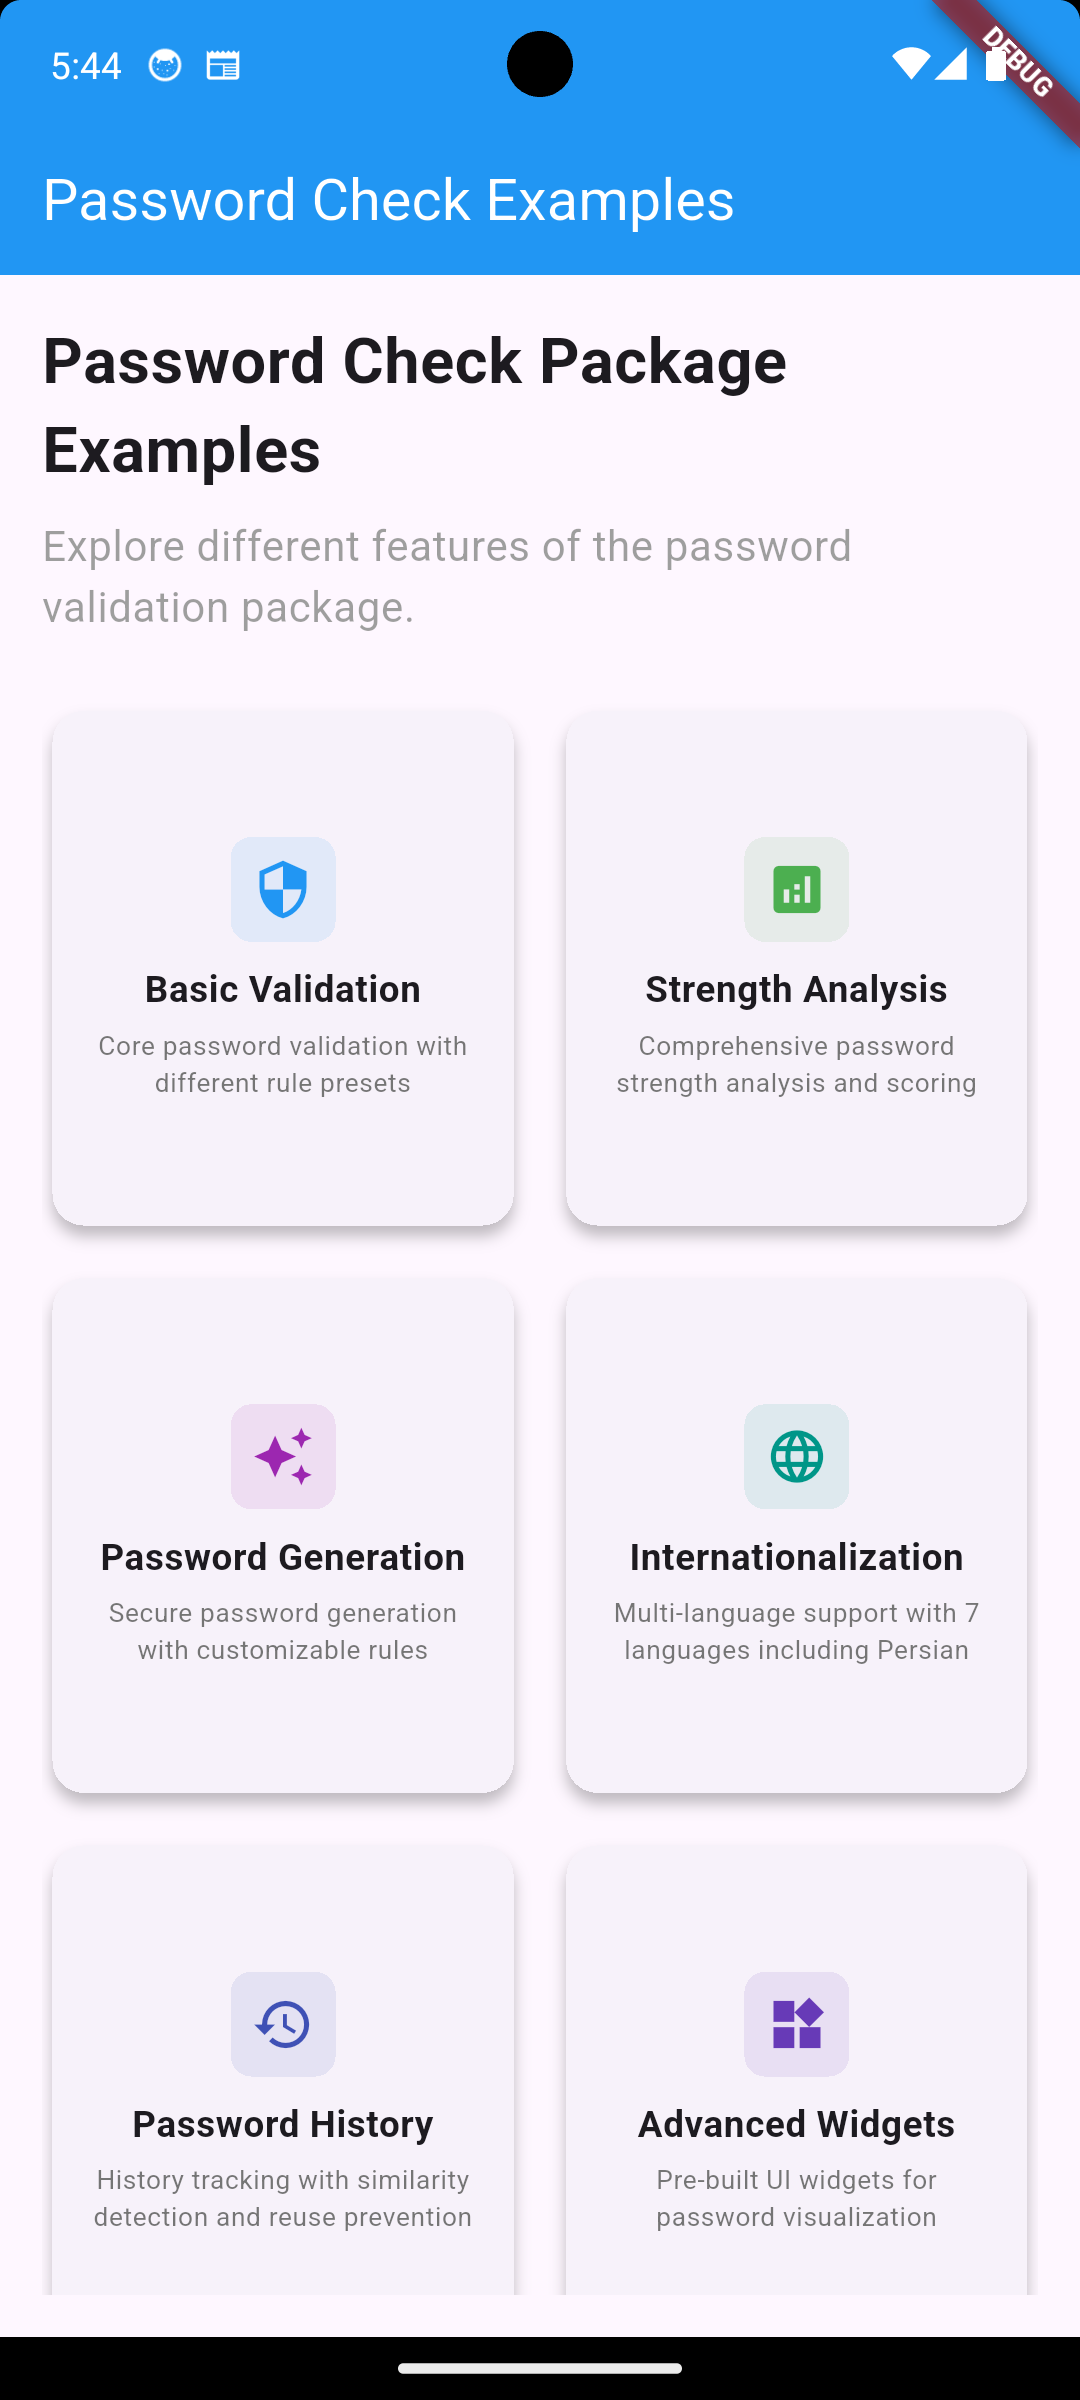 5:44
DEBUG
Password Check Examples
Password Check Package
Examples
Explore different features of the password
validation package.
Basic Validation
Core password validation with
different rule presets
Strength Analysis
Comprehensive password
strength analysis and scoring
Password Generation
Secure password generation
with customizable rules
Internationalization
Multi-language support with 7
languages including Persian
Password History
History tracking with similarity
detection and reuse prevention
Advanced Widgets
Pre-built UI widgets for
password visualization